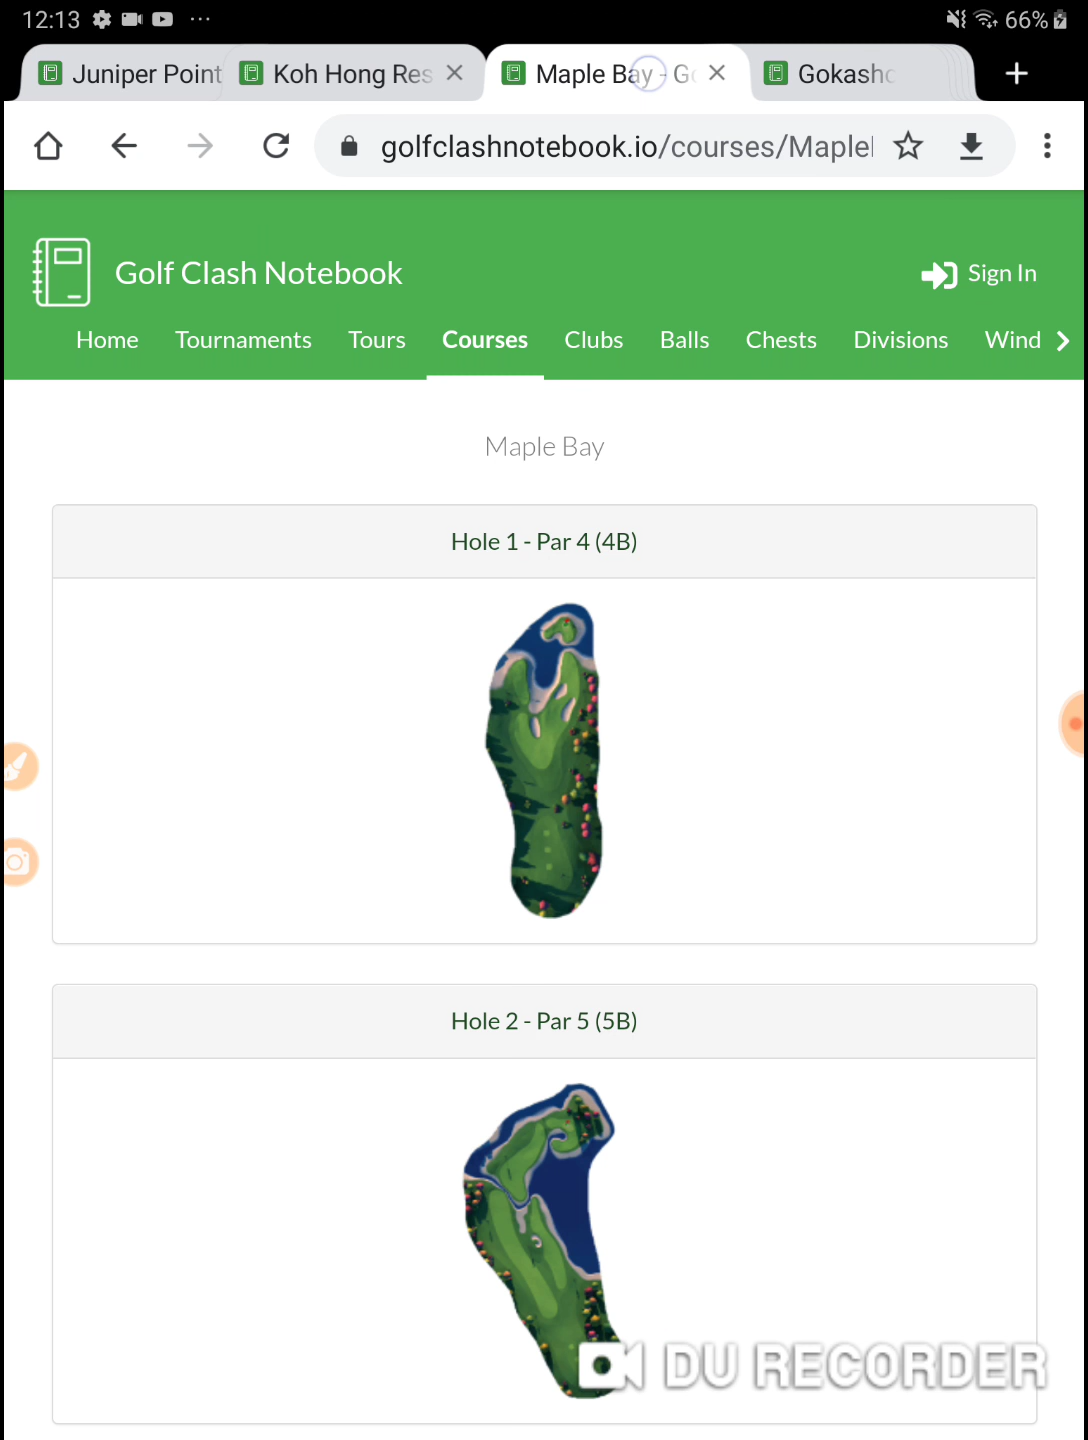 12:13
66%
Juniper Point
Koh Hong Res
Maple Bay - Go
Gokasho
golfclashnotebook.io/courses/Maple
Golf Clash Notebook
Sign In
Home Tournaments Tours Courses Clubs Balls Chests Divisions Wind
Maple Bay
Hole 1 - Par 4 (4B)
Hole 2 - Par 5 (5B)
DU RECORDER